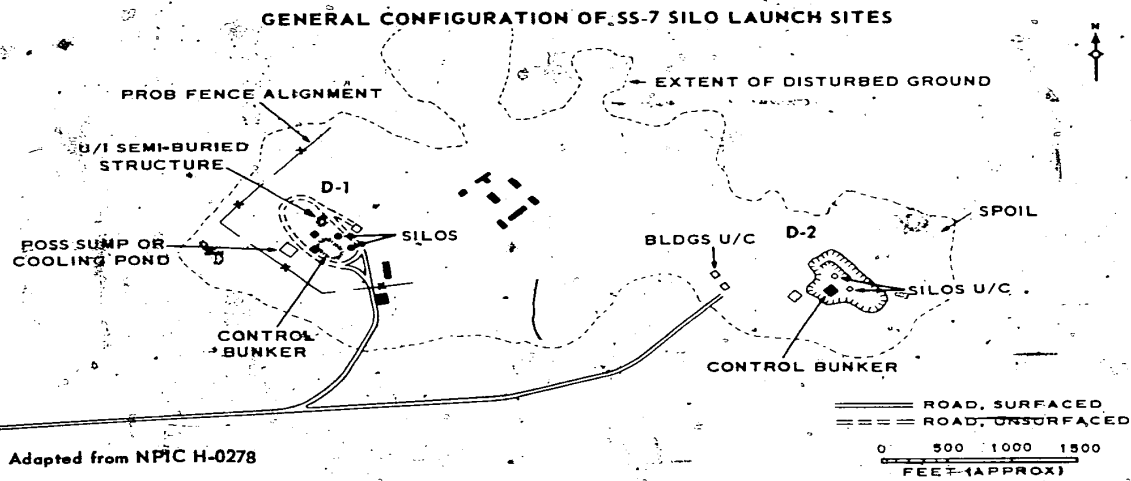 GENERAL CONFIGURATION OF SS-7 SILO LAUNCH SITES
N
EXTENT OF DISTURBED GROUND
PROB FENCE ALIGNMENT
U/I SEMI-BURIED
STRUCTURE
D-1
SPOIL
POSS SUMP OR
COOLING POND
SILOS
BLDGS U/C
D-2
SILOS U/C
CONTROL
BUNKER
CONTROL BUNKER
ROAD, SURFACED
ROAD, UNSURFACED
0 500 1000 1500
FEET (APPROX)
Adapted from NPIC H-0278